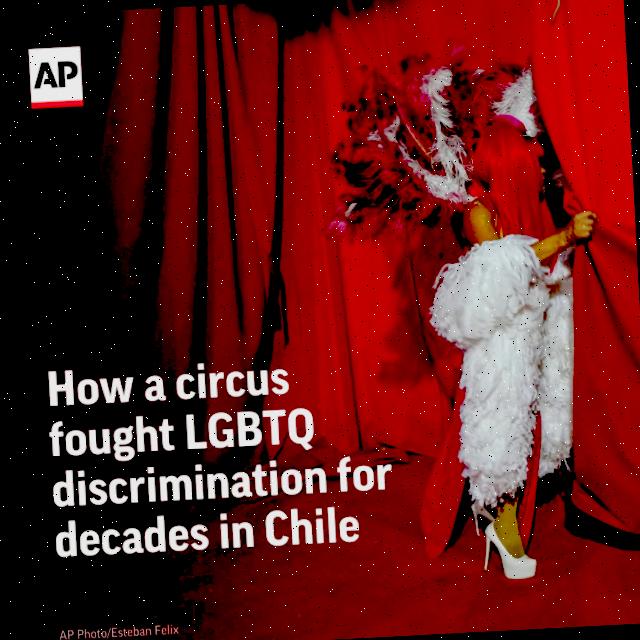 AP
How a circus
fought LGBTQ
discrimination for
decades in Chile
AP Photo/Esteban Felix